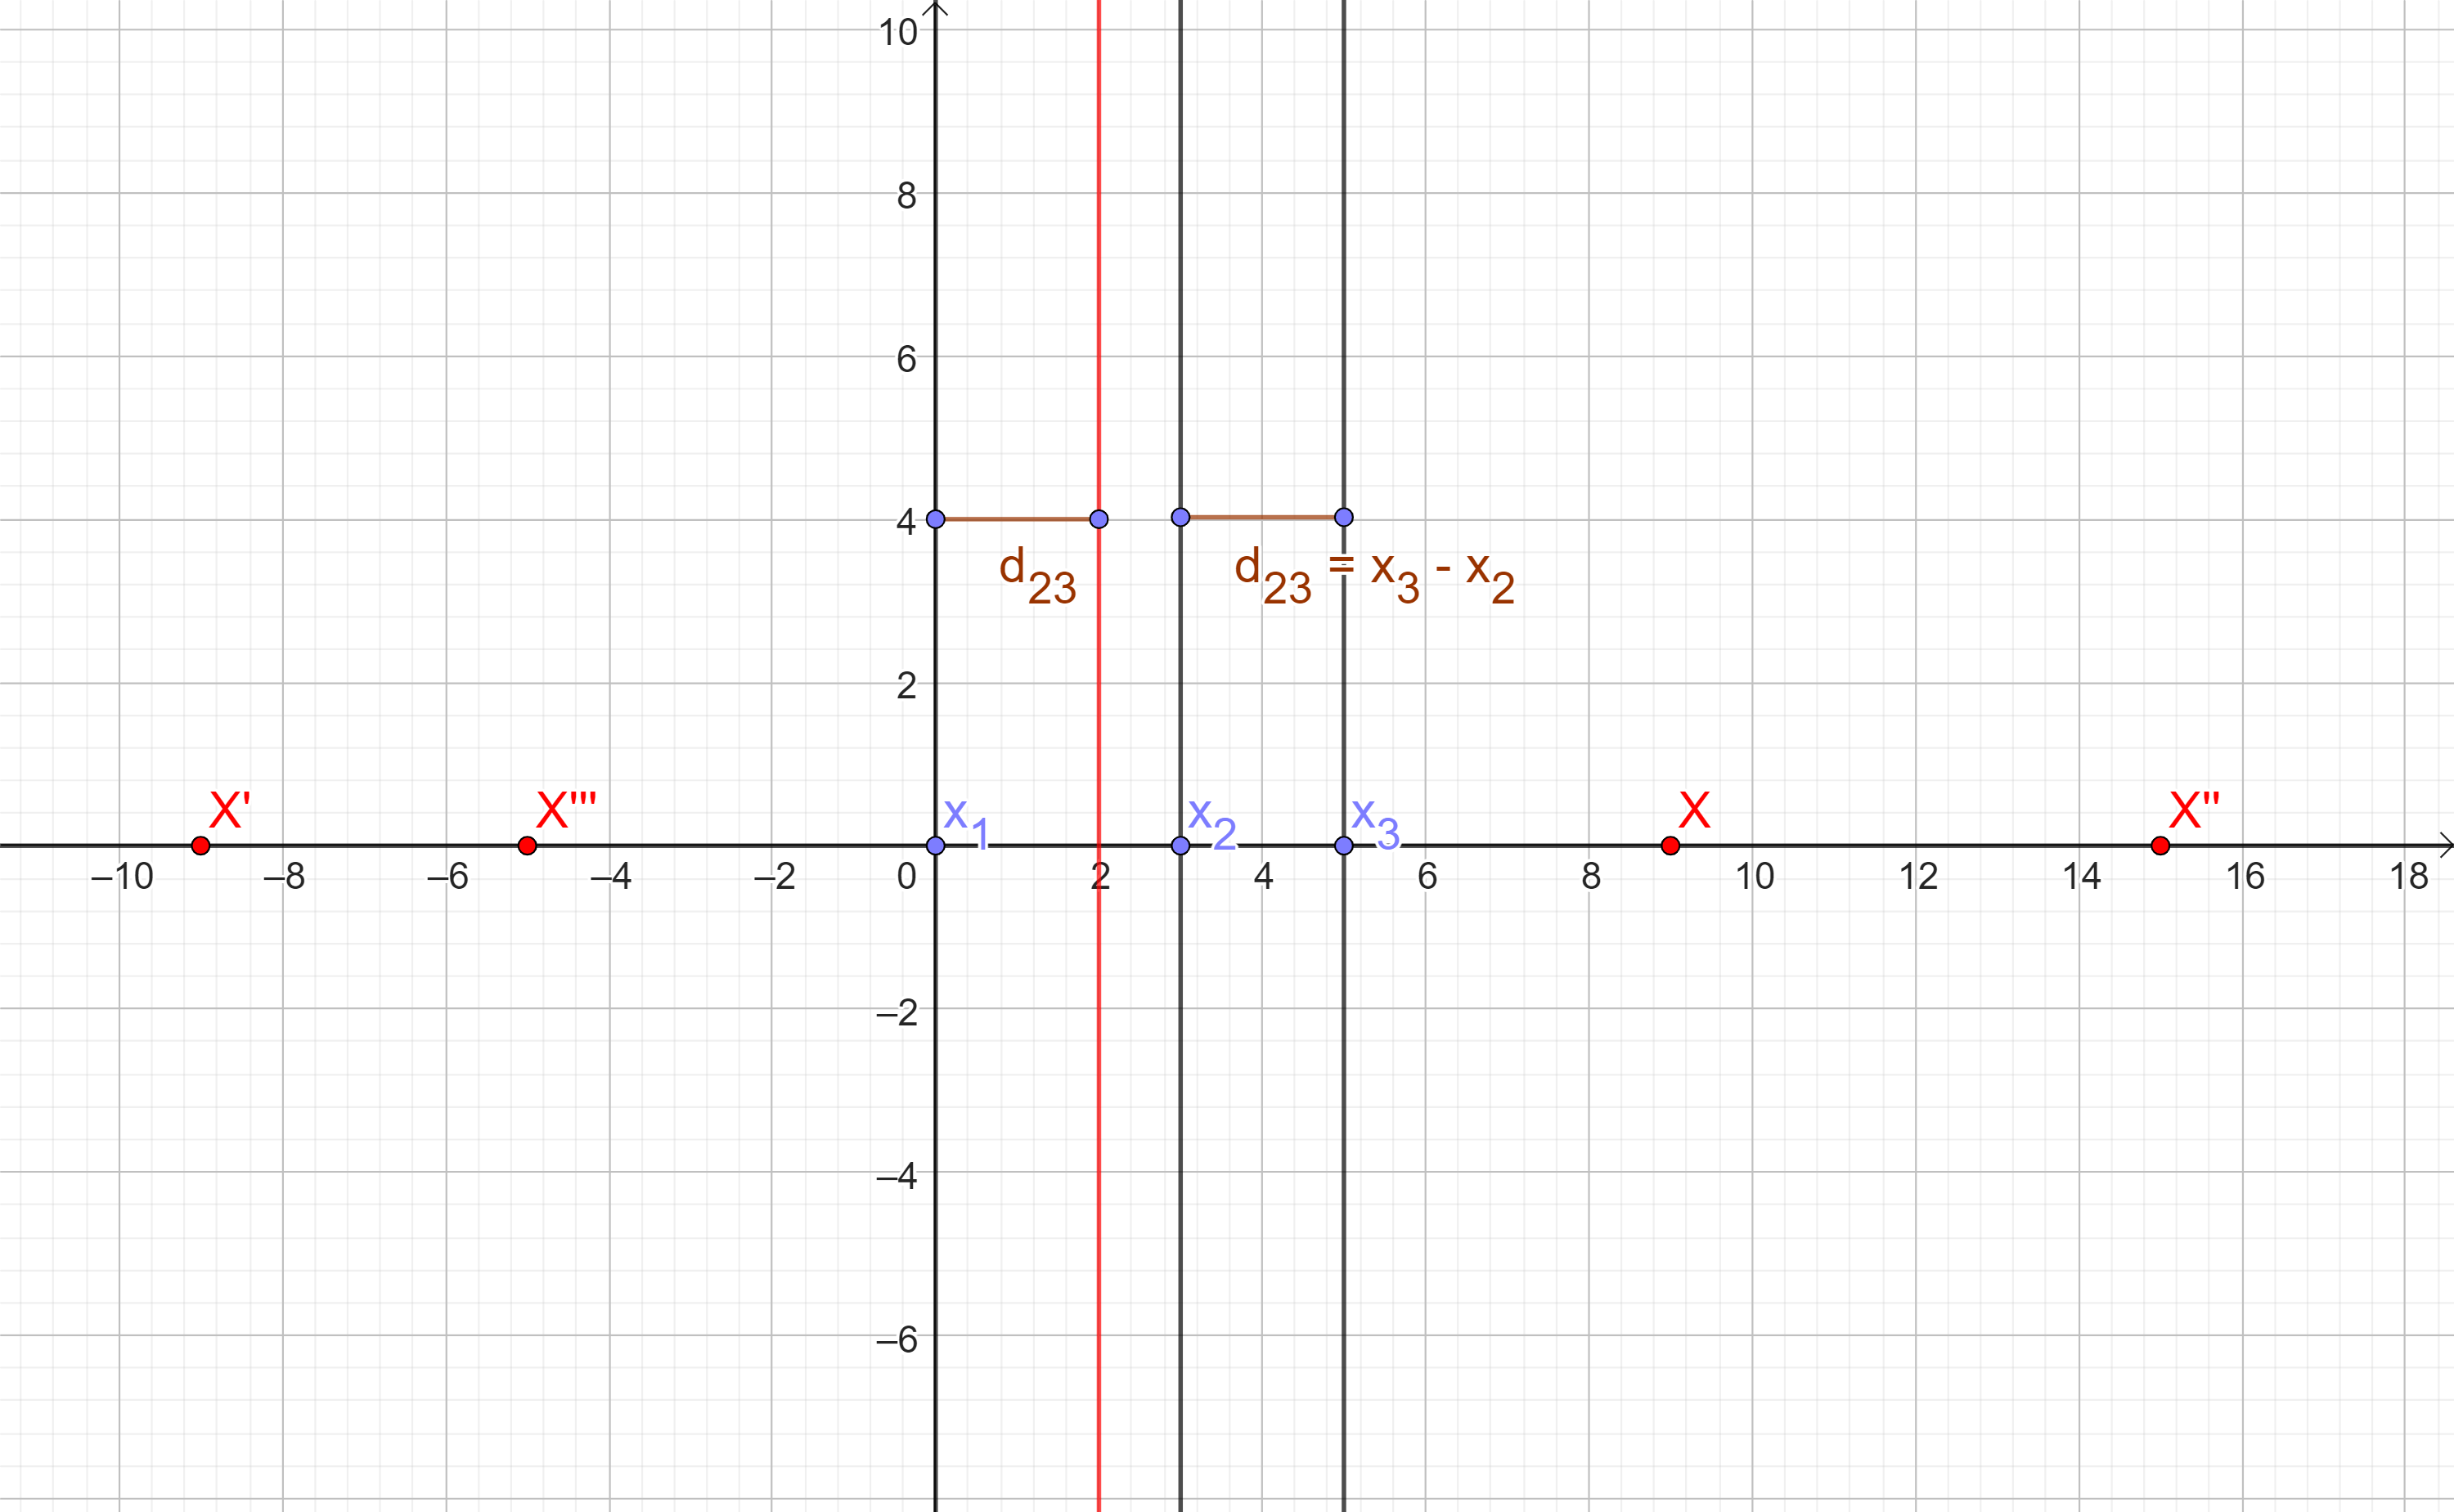 10
8
6
4
d₂₃
d₂₃ = x₃ - x₂
2
X'
X'''
x₁
x₂
x₃
X
X''
–10
–8
–6
–4
–2
0
2
4
6
8
10
12
14
16
18
–2
–4
–6